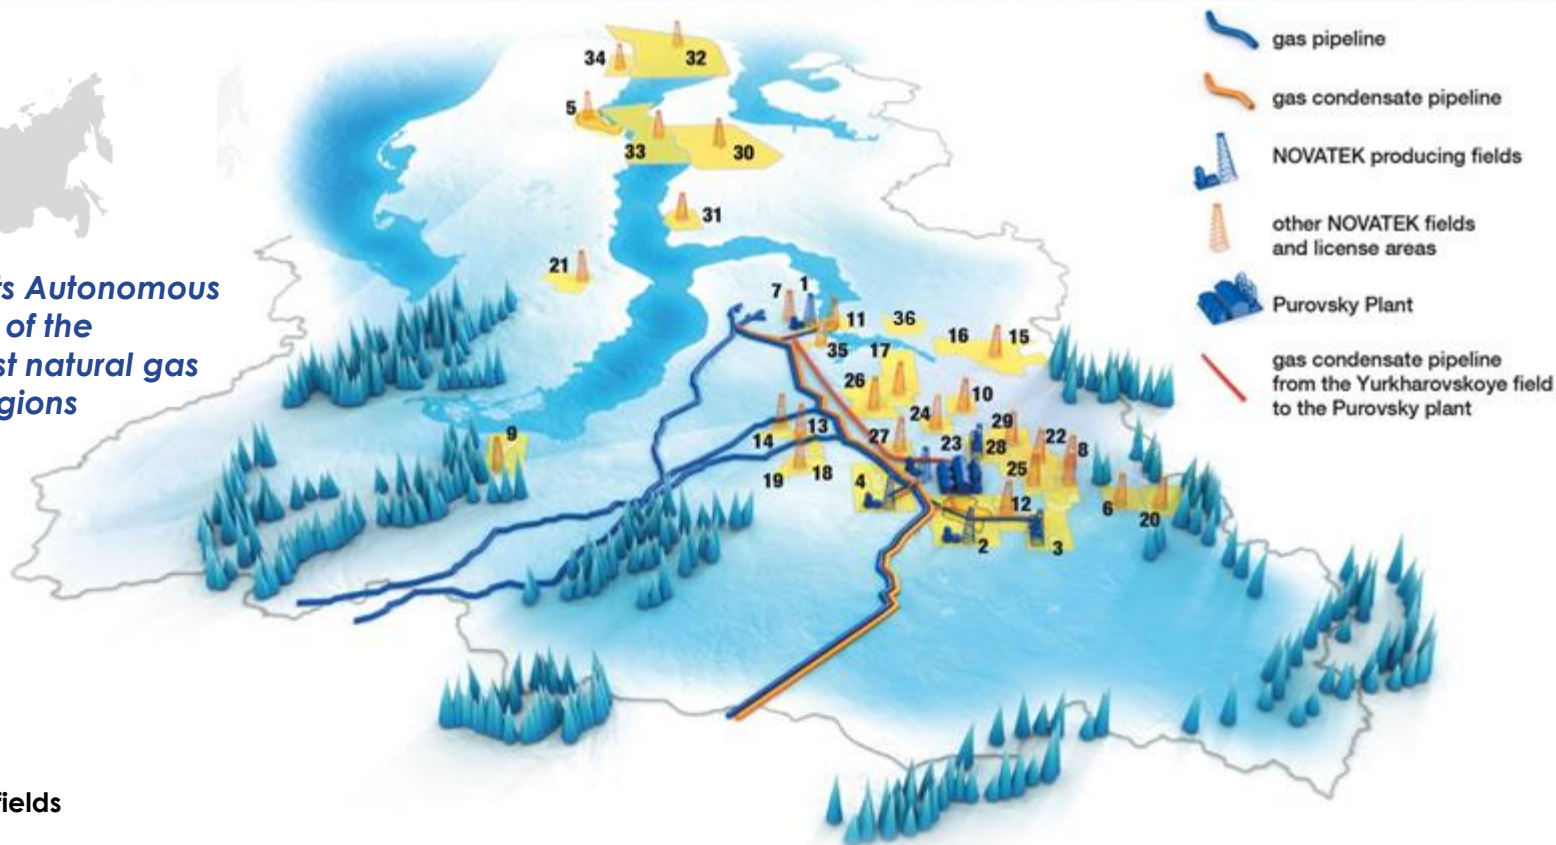 gas pipeline
gas condensate pipeline
NOVATEK producing fields
other NOVATEK fields
and license areas
Purovsky Plant
gas condensate pipeline
from the Yurkharovskoye field
to the Purovsky plant
34
32
5
33
30
31
21
7
1
11
36
16
15
35
17
26
10
24
14
13
27
23
29
28
22
8
9
19
18
4
25
12
6
20
2
3
ts Autonomous
of the
st natural gas
gions
fields